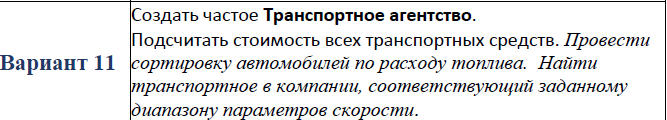 Создать частое Транспортное агентство.
Подсчитать стоимость всех транспортных средств. Провести
Вариант 11 сортировку автомобилей по расходу топлива. Найти
транспортное в компании, соответствующий заданному
диапазону параметров скорости.